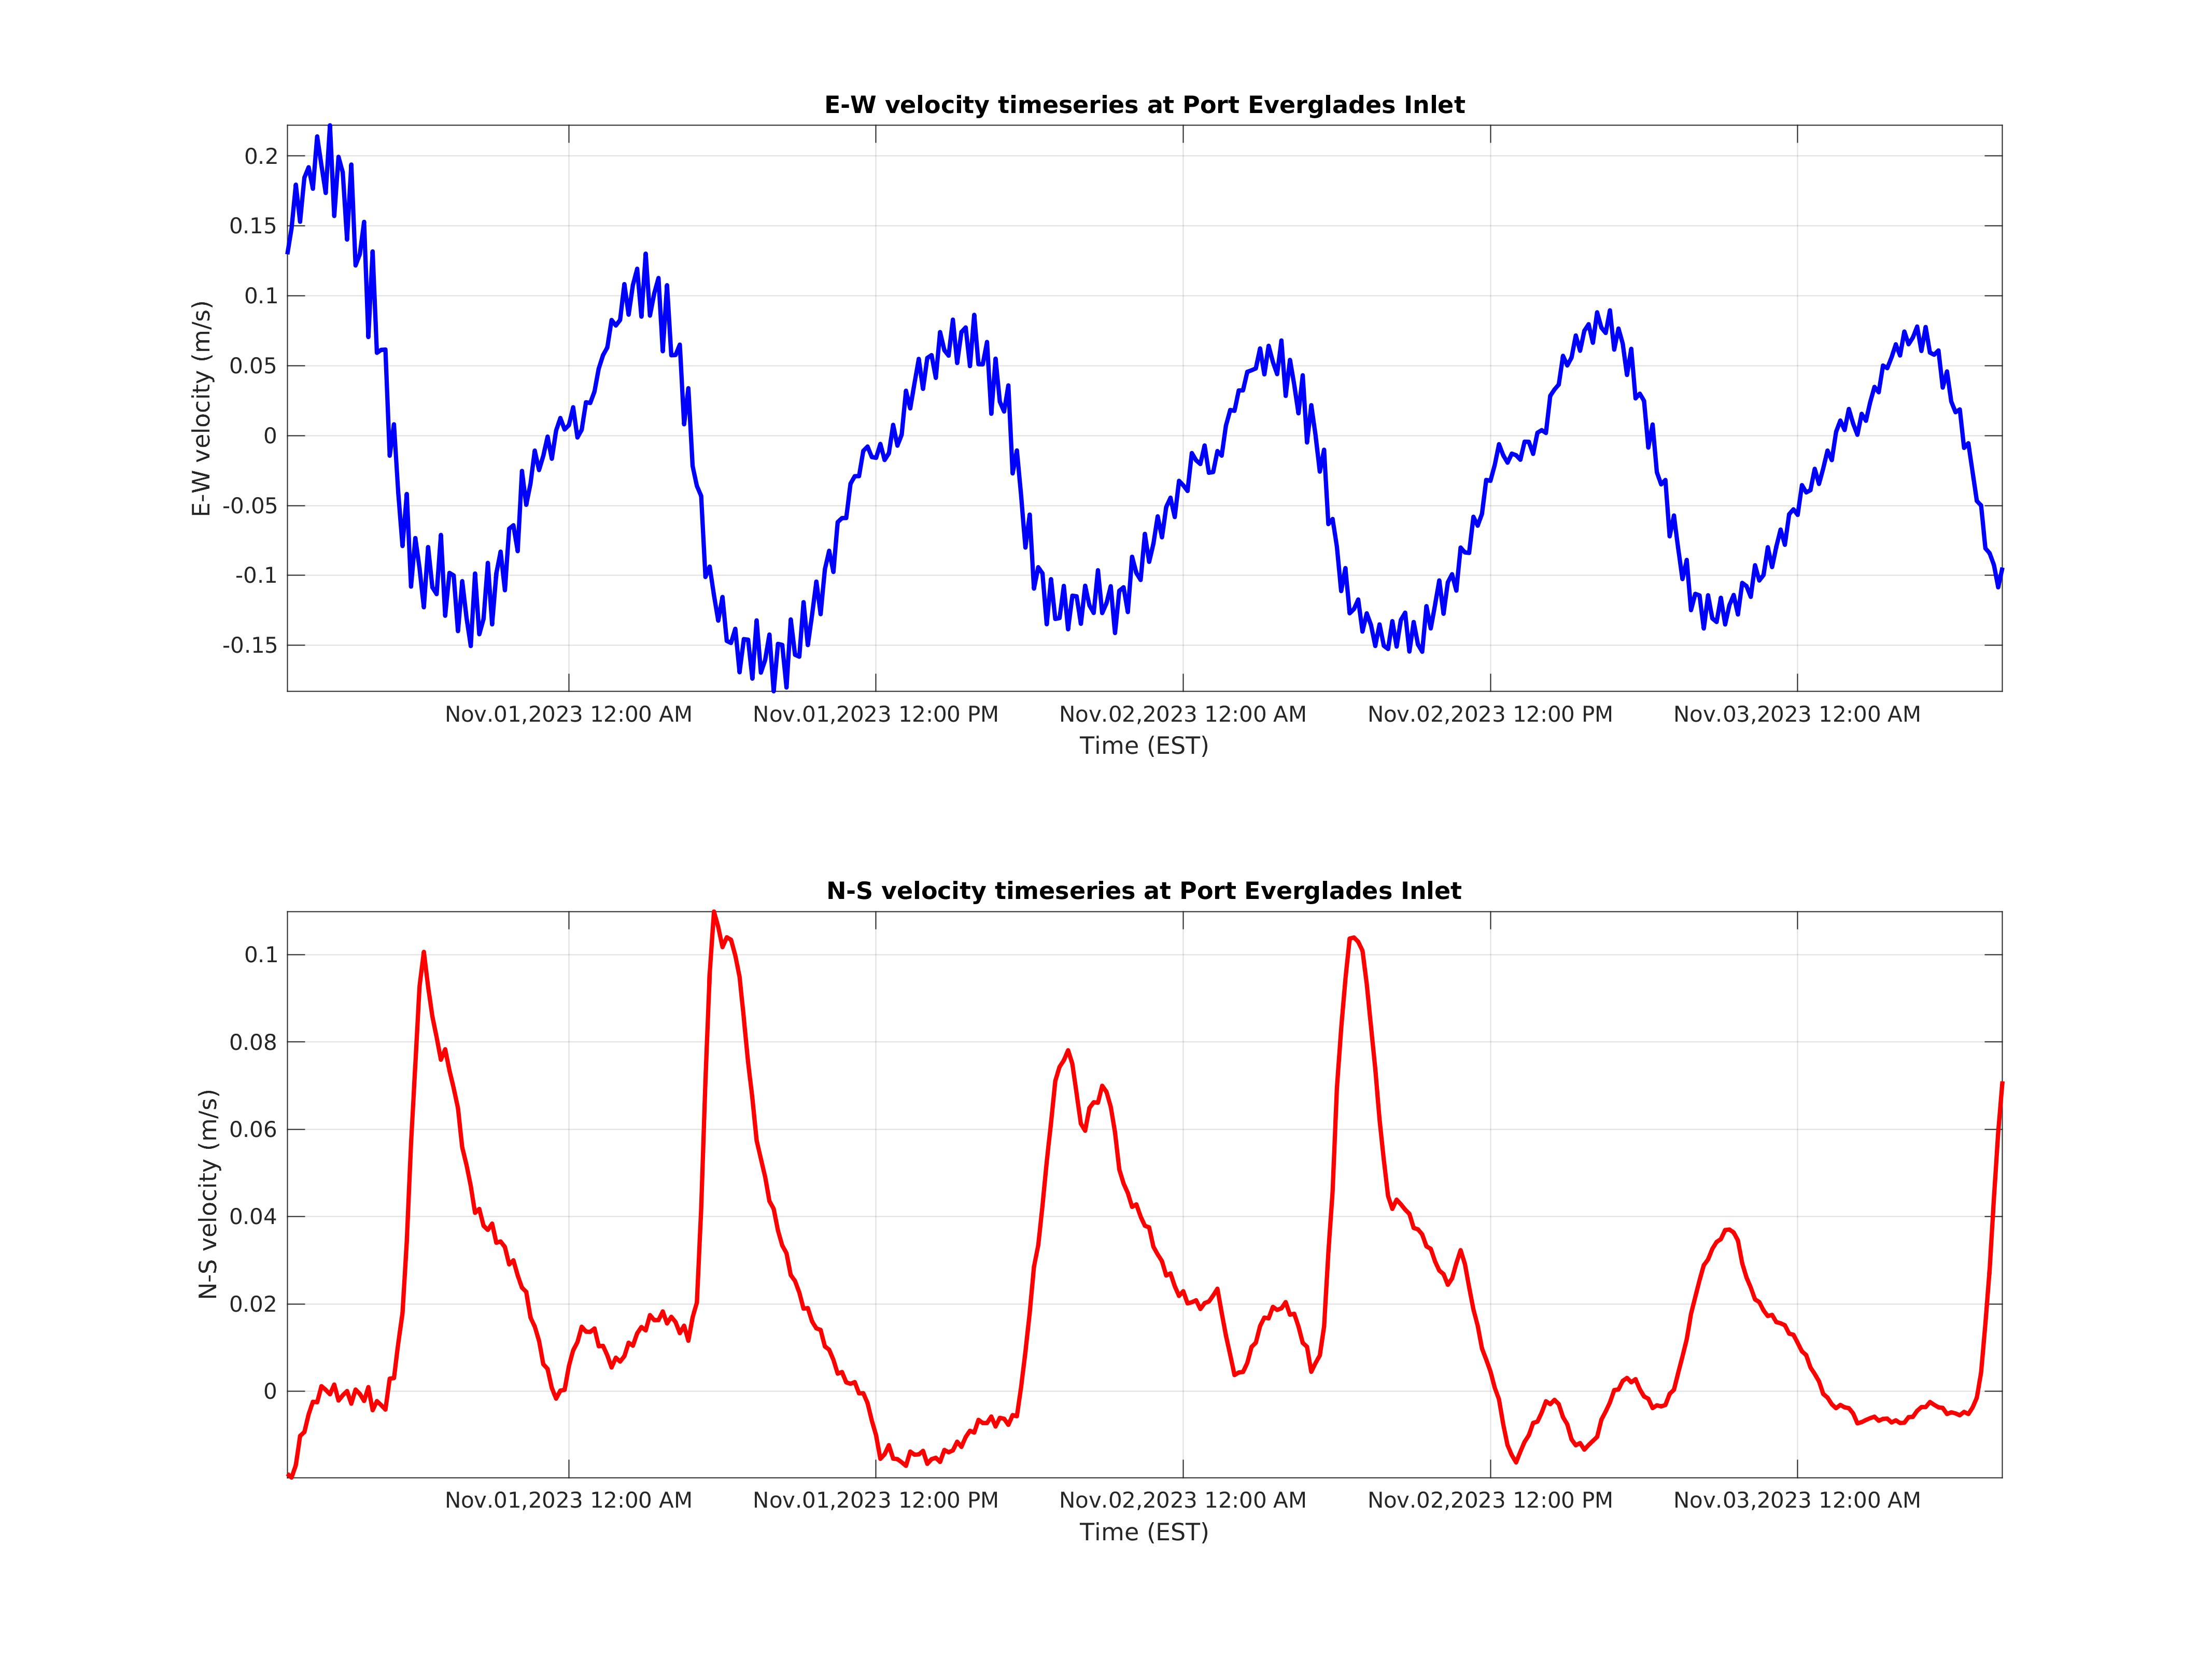 E-W velocity timeseries at Port Everglades Inlet
E-W velocity (m/s)
0.2
0.15
0.1
0.05
0
-0.05
-0.1
-0.15
Nov.01,2023 12:00 AM
Nov.01,2023 12:00 PM
Nov.02,2023 12:00 AM
Nov.02,2023 12:00 PM
Nov.03,2023 12:00 AM
Time (EST)
N-S velocity timeseries at Port Everglades Inlet
N-S velocity (m/s)
0.1
0.08
0.06
0.04
0.02
0
Nov.01,2023 12:00 AM
Nov.01,2023 12:00 PM
Nov.02,2023 12:00 AM
Nov.02,2023 12:00 PM
Nov.03,2023 12:00 AM
Time (EST)